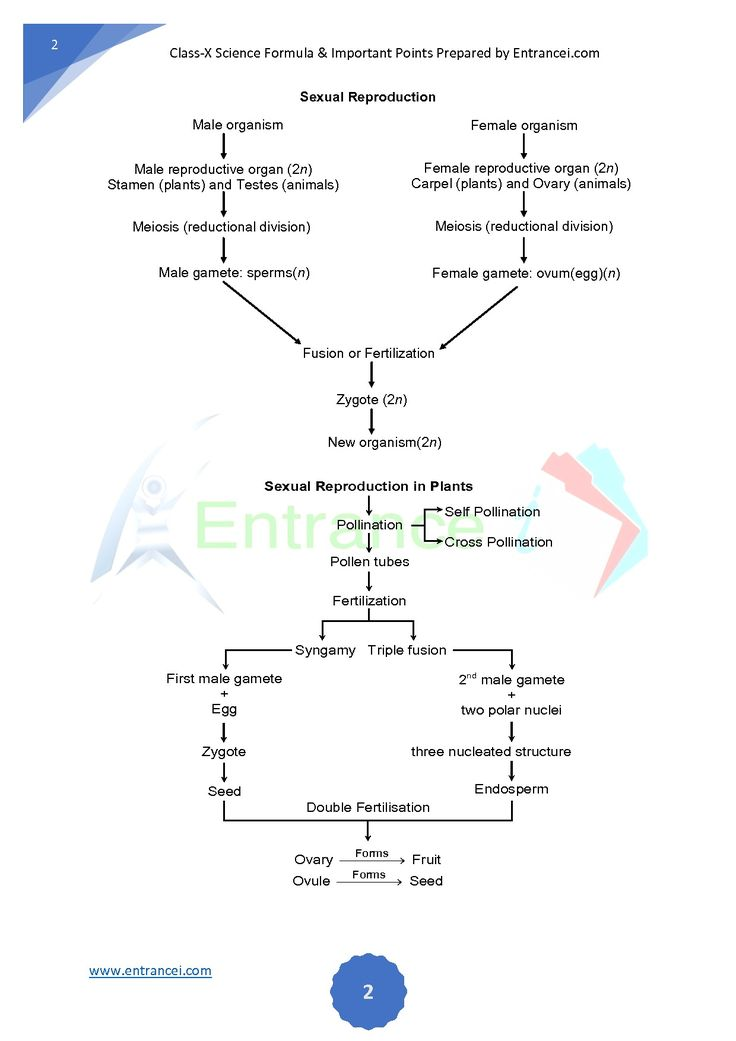 2
Class-X Science Formula & Important Points Prepared by Entrancei.com
Sexual Reproduction
Male organism
Female organism
Male reproductive organ (2n)
Stamen (plants) and Testes (animals)
Female reproductive organ (2n)
Carpel (plants) and Ovary (animals)
Meiosis (reductional division)
Meiosis (reductional division)
Male gamete: sperms(n)
Female gamete: ovum(egg)(n)
Fusion or Fertilization
Zygote (2n)
New organism(2n)
Sexual Reproduction in Plants
Entrance
Pollination
Self Pollination
Cross Pollination
Pollen tubes
Fertilization
Syngamy
Triple fusion
First male gamete
+
Egg
2nd male gamete
+
two polar nuclei
Zygote
three nucleated structure
Seed
Endosperm
Double Fertilisation
Ovary Forms Fruit
Ovule Forms Seed
www.entrancei.com
2